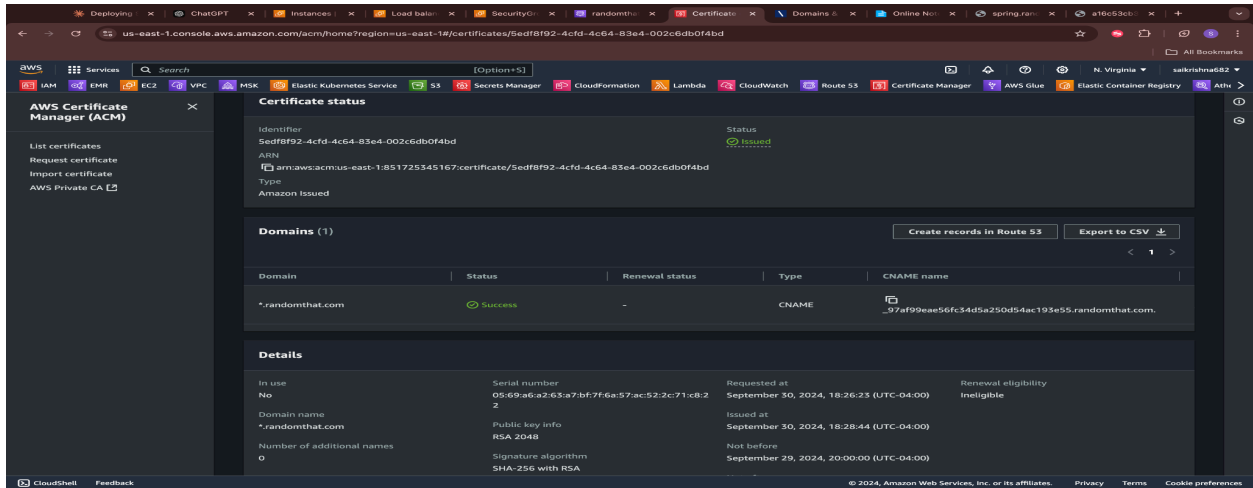 Deploying
ChatGPT
Instances |
Load balan
SecurityGr
randomthat
Certificate
Domains &
Online Not
spring.rand
a16c53cb
us-east-1.console.aws.amazon.com/acm/home?region=us-east-1#/certificates/5edf8f92-4cfd-4c64-83e4-002c6db0f4bd
All Bookmarks
aws Services Search [Option+S] N. Virginia saikrishna682
IAM EMR EC2 VPC MSK Elastic Kubernetes Service S3 Secrets Manager CloudFormation Lambda CloudWatch Route 53 Certificate Manager AWS Glue Elastic Container Registry Athe
AWS Certificate Manager (ACM)
List certificates
Request certificate
Import certificate
AWS Private CA
Certificate status
Identifier
5edf8f92-4cfd-4c64-83e4-002c6db0f4bd
ARN
arn:aws:acm:us-east-1:851725345167:certificate/5edf8f92-4cfd-4c64-83e4-002c6db0f4bd
Type
Amazon Issued
Status
Issued
Domains (1)
Create records in Route 53
Export to CSV
1
Domain Status Renewal status Type CNAME name
*.randomthat.com Success - CNAME _97af99eae56fc34d5a250d54ac193e55.randomthat.com.
Details
In use
No
Domain name
*.randomthat.com
Number of additional names
0
Serial number
05:69:a6:a2:63:a7:bf:7f:6a:57:ac:52:2c:71:c8:2
2
Public key info
RSA 2048
Signature algorithm
SHA-256 with RSA
Requested at
September 30, 2024, 18:26:23 (UTC-04:00)
Issued at
September 30, 2024, 18:28:44 (UTC-04:00)
Not before
September 29, 2024, 20:00:00 (UTC-04:00)
Renewal eligibility
Ineligible
CloudShell Feedback © 2024, Amazon Web Services, Inc. or its affiliates. Privacy Terms Cookie preferences